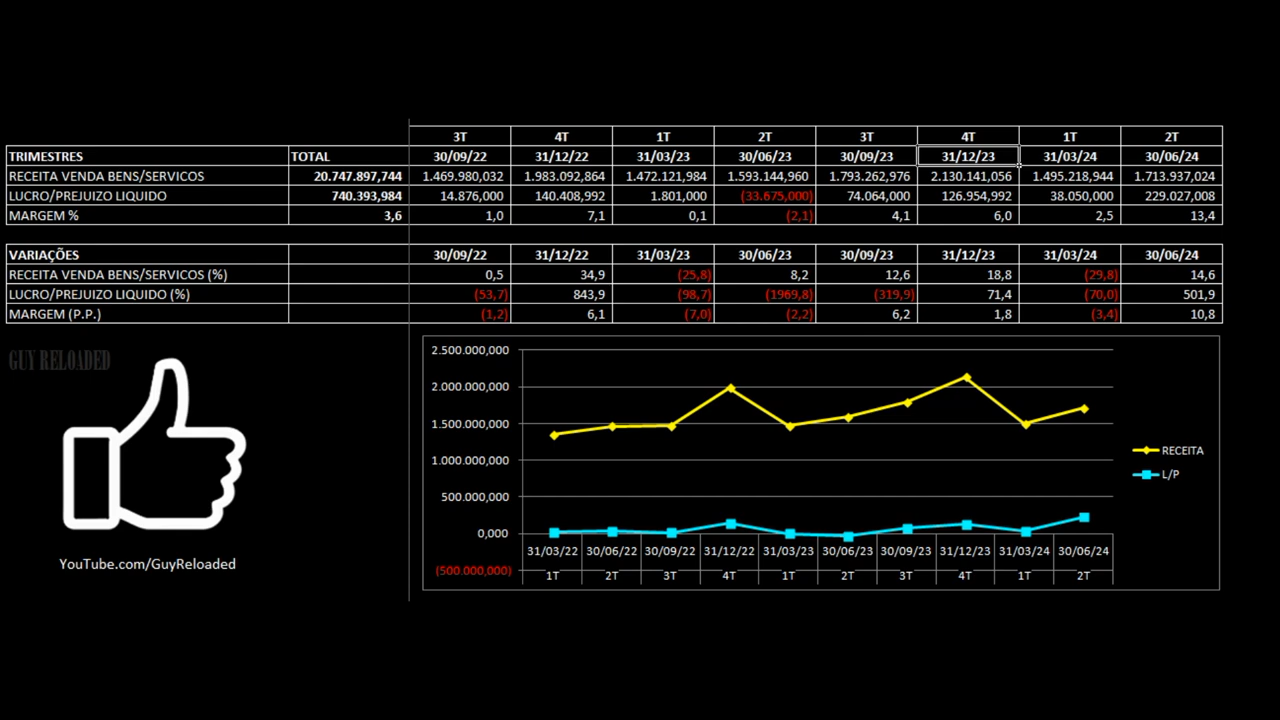 3T 4T 1T 2T 3T 4T 1T 2T
TRIMESTRES TOTAL 30/09/22 31/12/22 31/03/23 30/06/23 30/09/23 31/12/23 31/03/24 30/06/24
RECEITA VENDA BENS/SERVICOS 20.747.897,744 1.469.980,032 1.983.092,864 1.472.121,984 1.593.144,960 1.793.262,976 2.130.141,056 1.495.218,944 1.713.937,024
LUCRO/PREJUIZO LIQUIDO 740.393,984 14.876,000 140.408,992 1.801,000 (33.675,000) 74.064,000 126.954,992 38.050,000 229.027,008
MARGEM % 3,6 1,0 7,1 0,1 (2,1) 4,1 6,0 2,5 13,4
VARIAÇÕES 30/09/22 31/12/22 31/03/23 30/06/23 30/09/23 31/12/23 31/03/24 30/06/24
RECEITA VENDA BENS/SERVICOS (%) 0,5 34,9 (25,8) 8,2 12,6 18,8 (29,8) 14,6
LUCRO/PREJUIZO LIQUIDO (%) (53,7) 843,9 (98,7) (1969,8) (319,9) 71,4 (70,0) 501,9
MARGEM (P.P.) (1,2) 6,1 (7,0) (2,2) 6,2 1,8 (3,4) 10,8
GUY RELOADED
YouTube.com/GuyReloaded
2.500.000,000
2.000.000,000
1.500.000,000
1.000.000,000
500.000,000
0,000
(500.000,000)
31/03/22 30/06/22 30/09/22 31/12/22 31/03/23 30/06/23 30/09/23 31/12/23 31/03/24 30/06/24
1T 2T 3T 4T 1T 2T 3T 4T 1T 2T
RECEITA
L/P